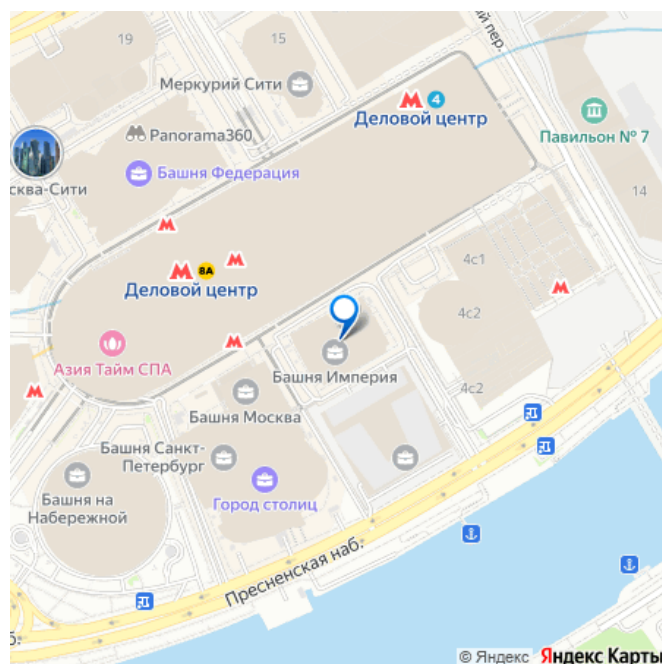 19
15
ий пер.
Меркурий Сити
4
Деловой центр
Павильон № 7
Panorama360
сква-Сити
Башня Федерация
14
8А
Деловой центр
4с1
4с2
Азия Тайм СПА
Башня Империя
4с2
Башня Москва
Башня Санкт-
Петербург
Башня на
Набережной
Город столиц
Пресненская наб.
б.
© Яндекс Яндекс Карты